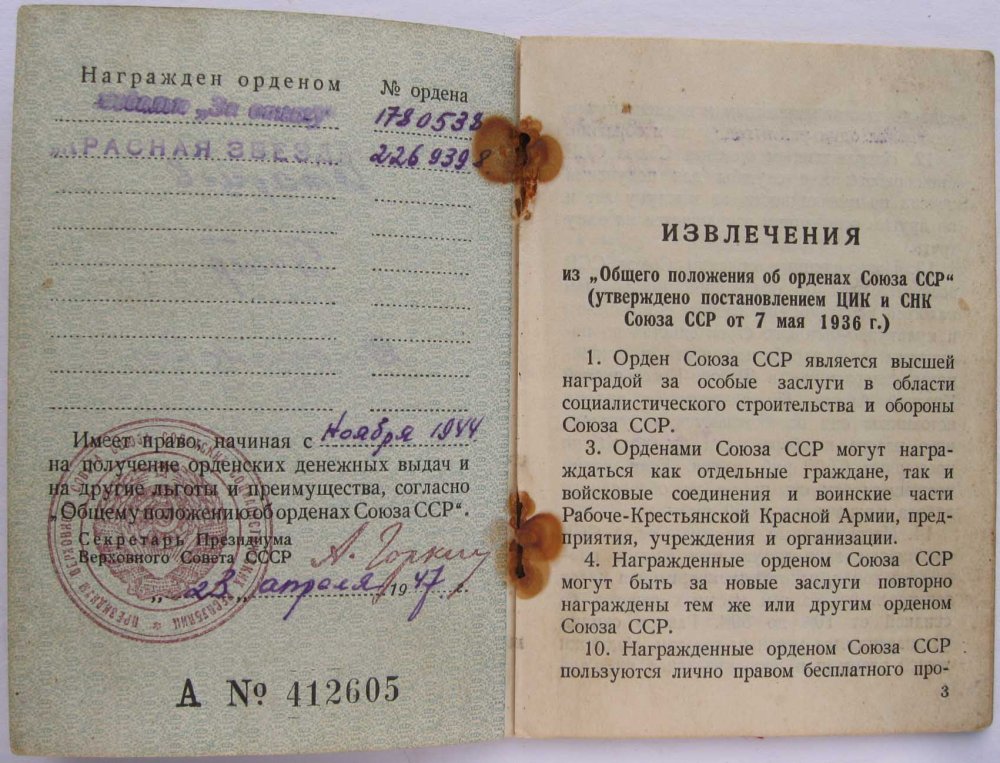 Награжден орденом
№ ордена
медалью „За отвагу"
1780538
КРАСНАЯ ЗВЕЗДА
2269398
Имеет право, начиная с Ноября 1944
на получение орденских денежных выдач и
на другие льготы и преимущества, согласно
„Общему положению об орденах Союза ССР".
Секретарь Президиума
Верховного Совета СССР А. Горкин
„23" апреля 1947 г.
А № 412605
ИЗВЛЕЧЕНИЯ
из „Общего положения об орденах Союза ССР"
(утверждено постановлением ЦИК и СНК
Союза ССР от 7 мая 1936 г.)
1. Орден Союза ССР является высшей
наградой за особые заслуги в области
социалистического строительства и обороны
Союза ССР.
3. Орденами Союза ССР могут награ-
ждаться как отдельные граждане, так и
войсковые соединения и воинские части
Рабоче-Крестьянской Красной Армии, пред-
приятия, учреждения и организации.
4. Награжденные орденом Союза ССР
могут быть за новые заслуги повторно
награждены тем же или другим орденом
Союза ССР.
10. Награжденные орденом Союза ССР
пользуются лично правом бесплатного про-
3